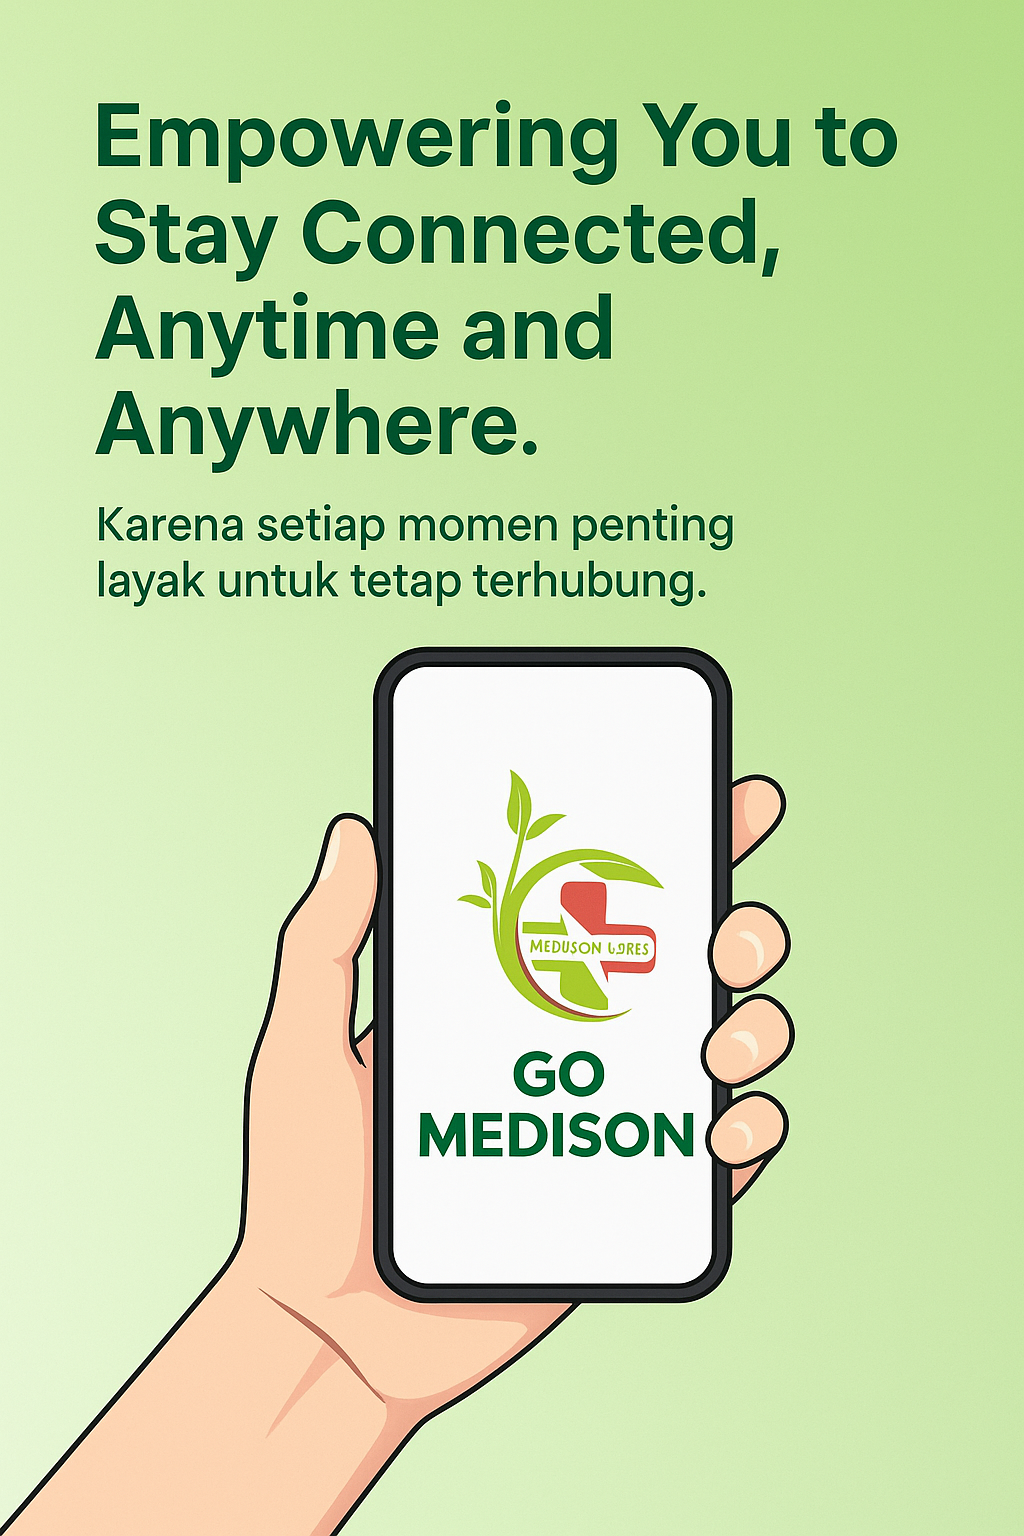 Empowering You to
Stay Connected,
Anytime and
Anywhere.
Karena setiap momen penting
layak untuk tetap terhubung.
MEDUSON
GO
MEDISON